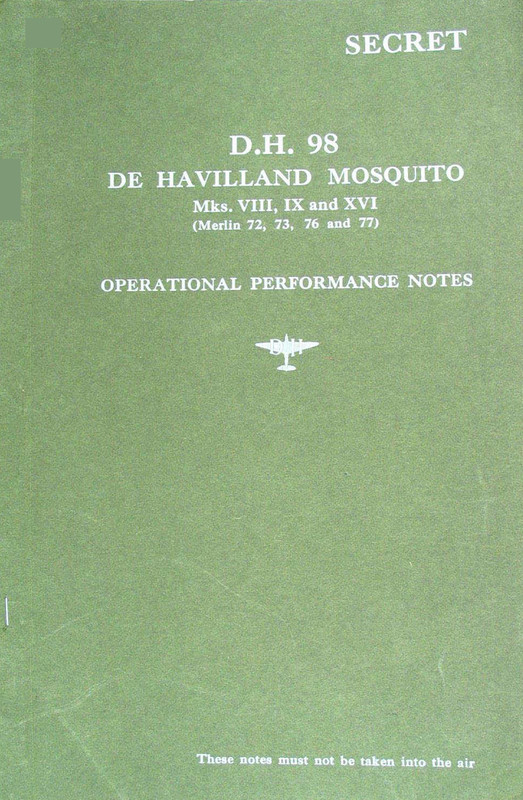 SECRET
D.H. 98
DE HAVILLAND MOSQUITO
Mks. VIII, IX and XVI
(Merlin 72, 73, 76 and 77)
OPERATIONAL PERFORMANCE NOTES
D H
These notes must not be taken into the air